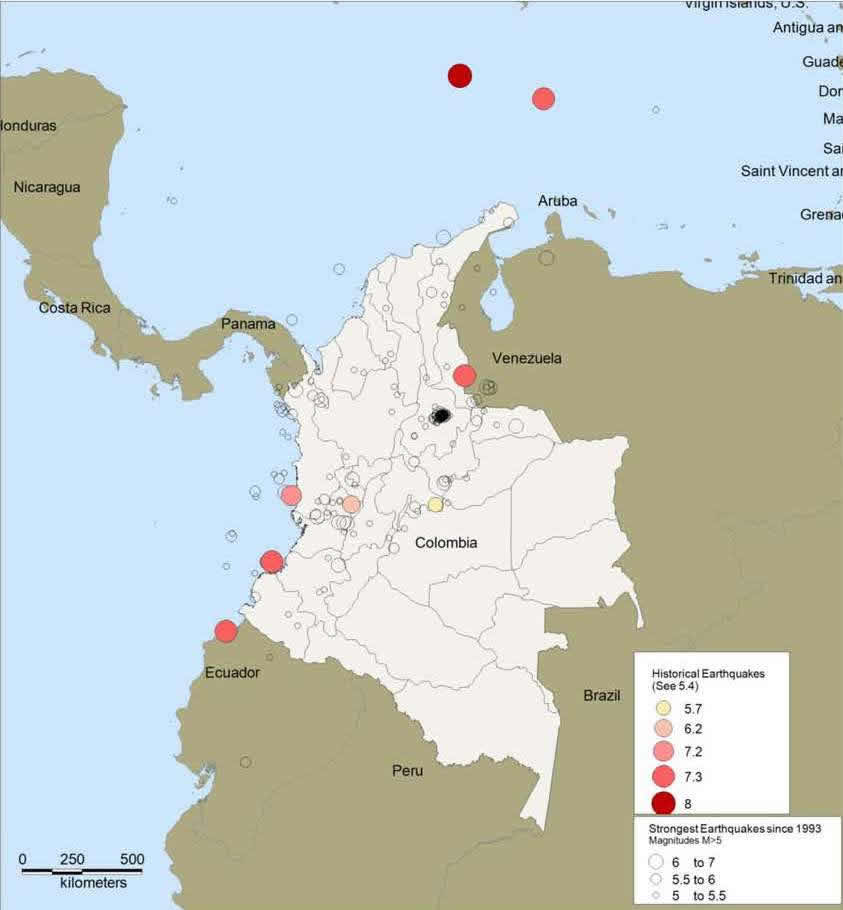 Virgin Islands, U.S.
Antigua an
Guade
Dor
Honduras
Ma
Sai
Saint Vincent ar
Nicaragua
Aruba
Grena
Trinidad an
Costa Rica
Panama
Venezuela
Colombia
Ecuador
Brazil
Peru
Historical Earthquakes
(See 5.4)
5.7
6.2
7.2
7.3
8
Strongest Earthquakes since 1993
Magnitudes M>5
6 to 7
5.5 to 6
5 to 5.5
0 250 500
kilometers